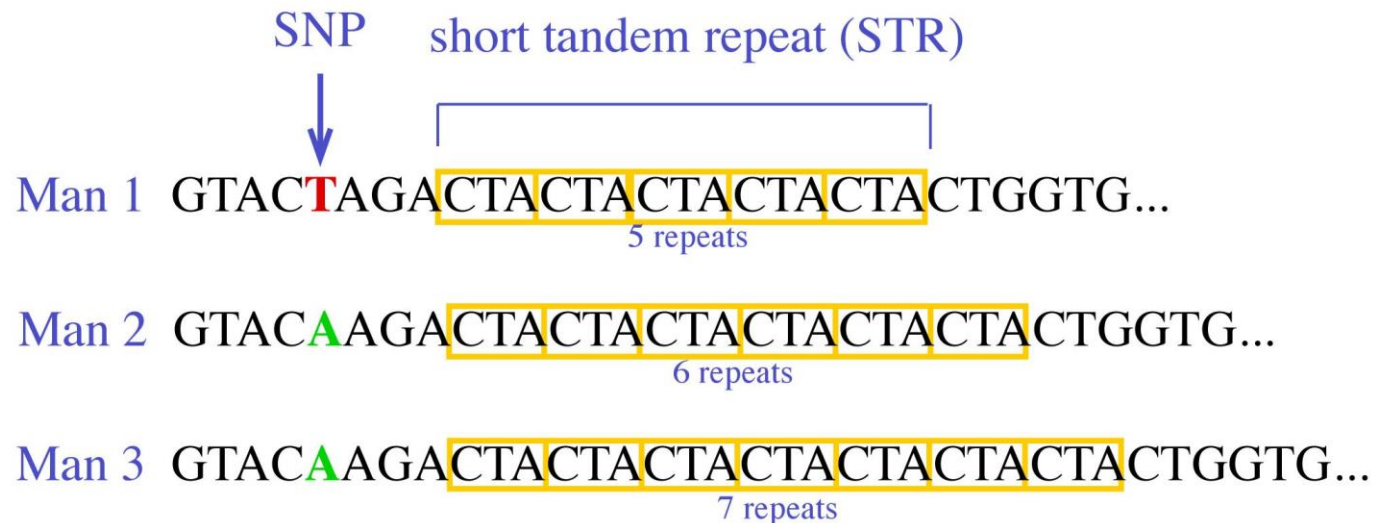 SNP short tandem repeat (STR)
Man 1 GTACTAGACTACTACTACTACTACTGGTG...
5 repeats
Man 2 GTACAAGACTACTACTACTACTACTACTGGTG...
6 repeats
Man 3 GTACAAGACTACTACTACTACTACTACTACTGGTG...
7 repeats